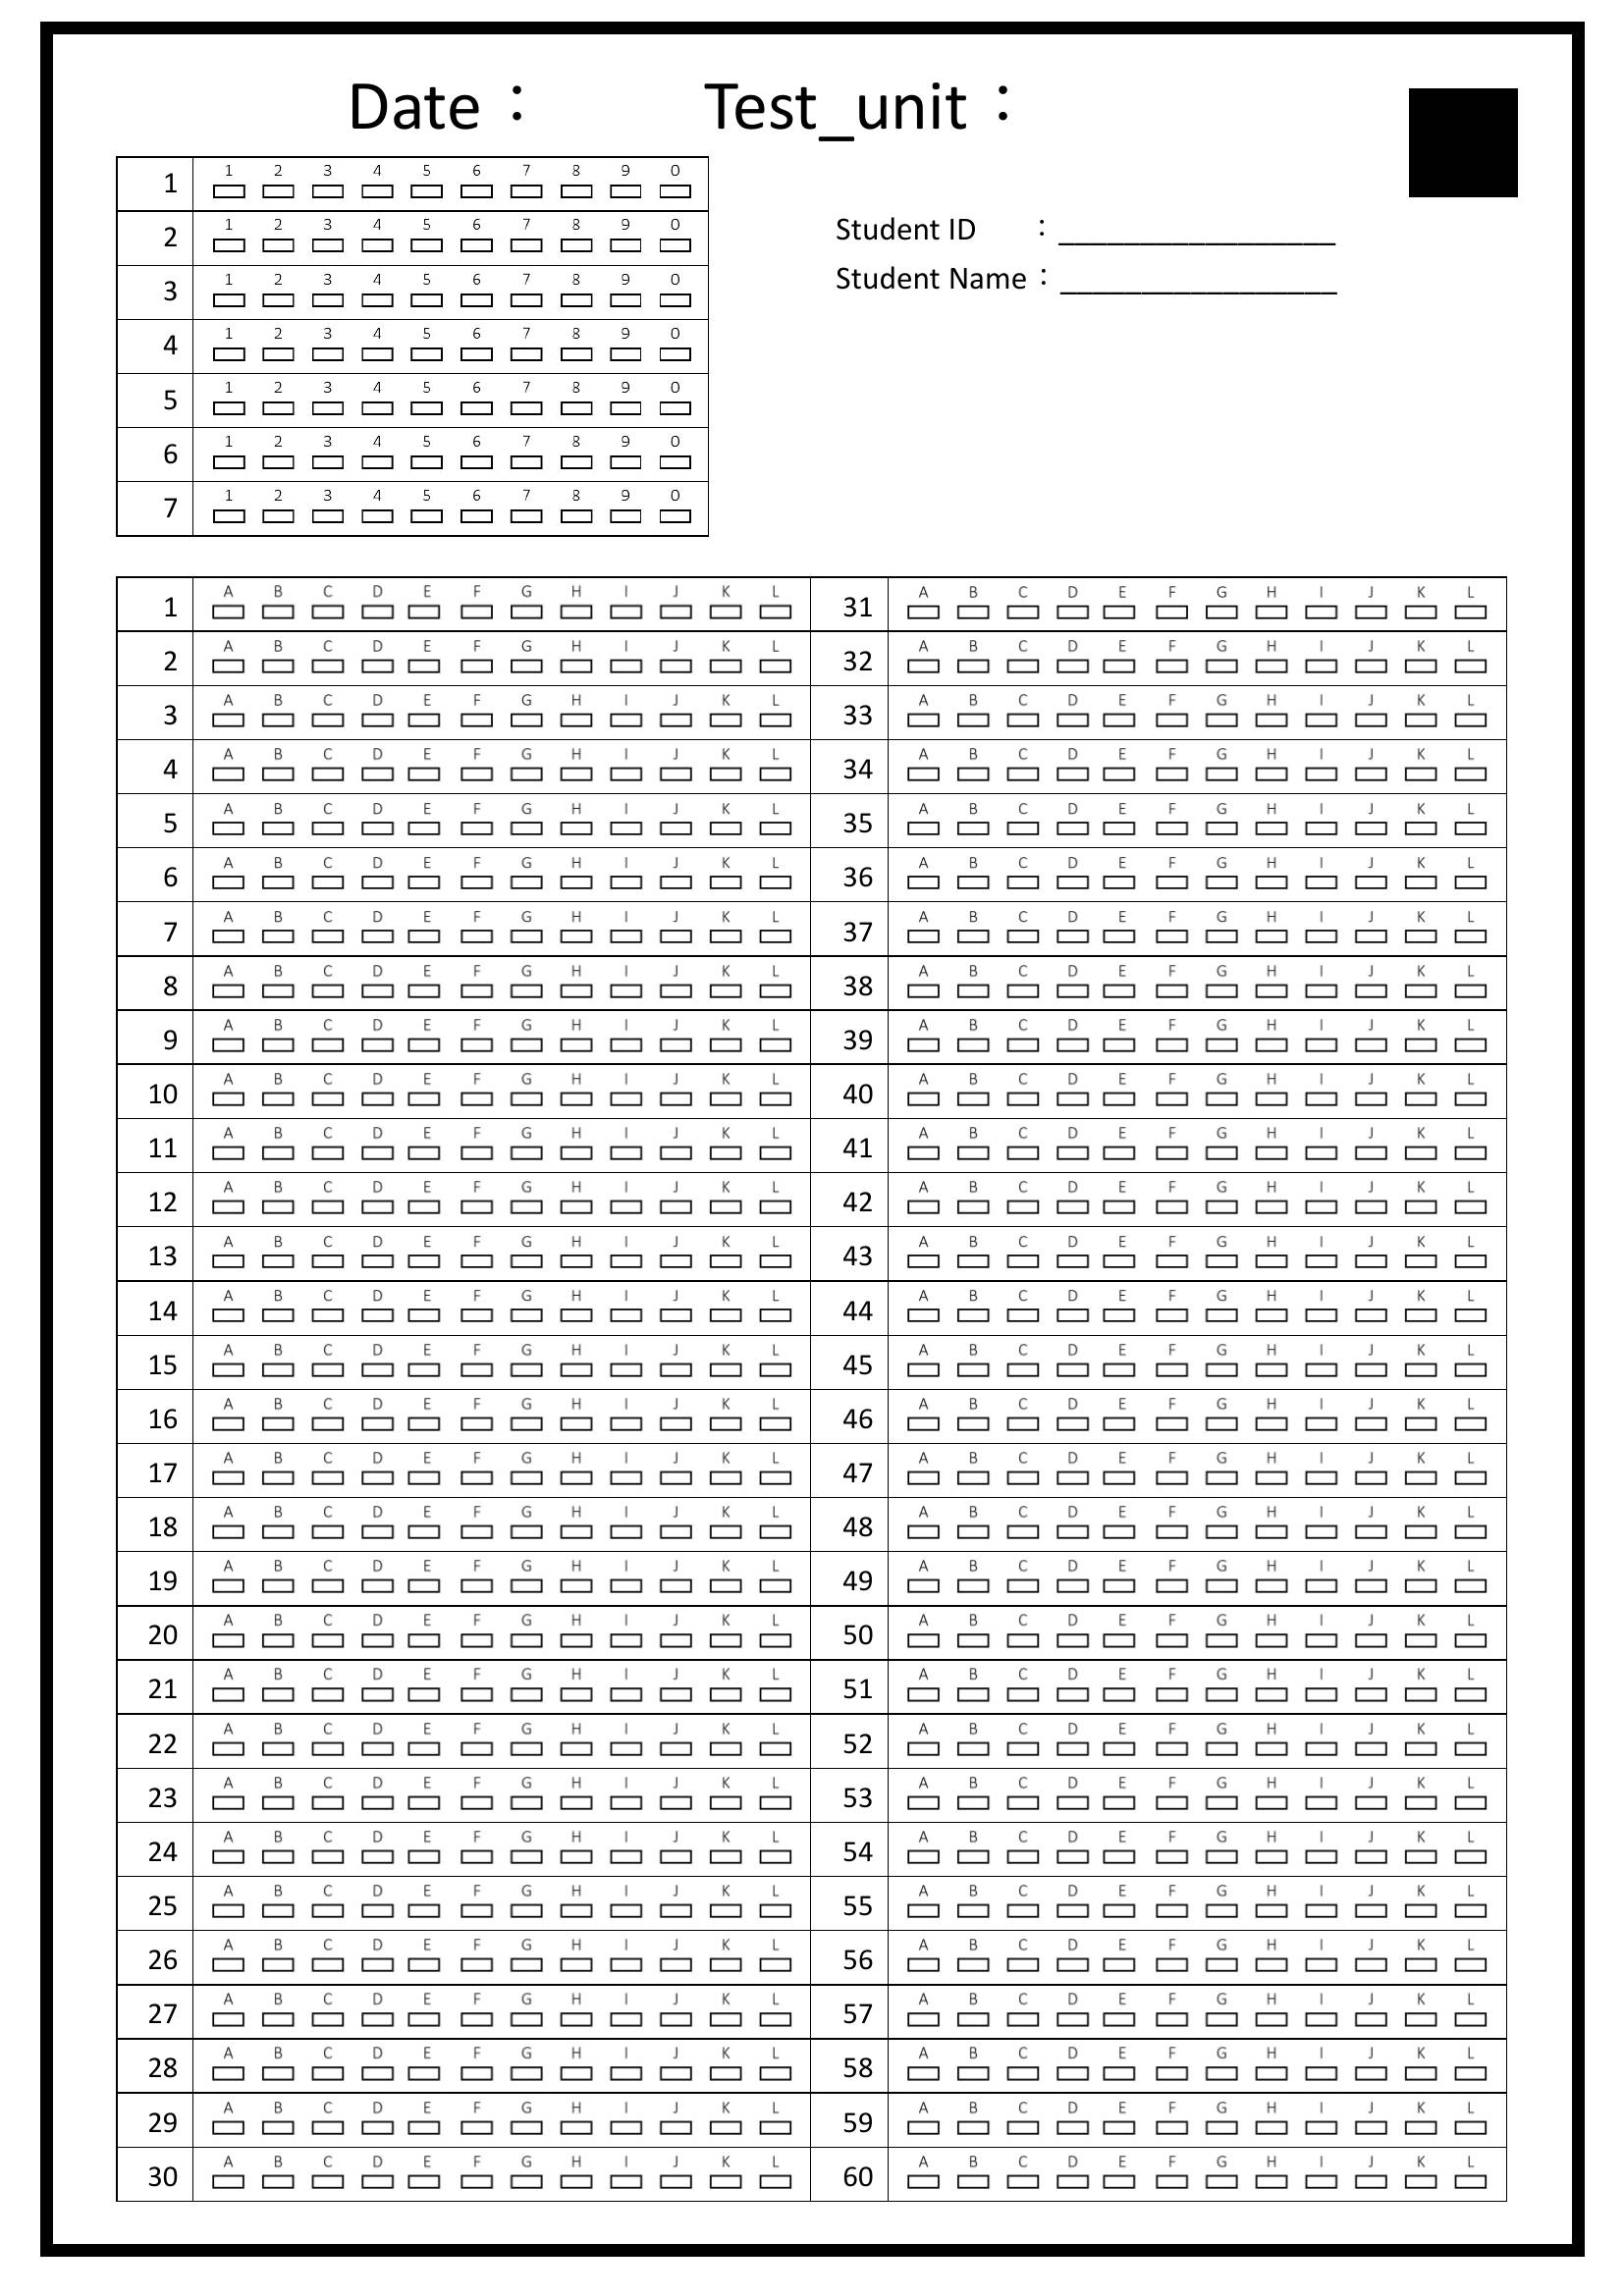 Date： Test_unit：
1 1 2 3 4 5 6 7 8 9 0
2 1 2 3 4 5 6 7 8 9 0
Student ID ：_________________
3 1 2 3 4 5 6 7 8 9 0
Student Name：_________________
4 1 2 3 4 5 6 7 8 9 0
5 1 2 3 4 5 6 7 8 9 0
6 1 2 3 4 5 6 7 8 9 0
7 1 2 3 4 5 6 7 8 9 0
1 A B C D E F G H I J K L 31 A B C D E F G H I J K L
2 A B C D E F G H I J K L 32 A B C D E F G H I J K L
3 A B C D E F G H I J K L 33 A B C D E F G H I J K L
4 A B C D E F G H I J K L 34 A B C D E F G H I J K L
5 A B C D E F G H I J K L 35 A B C D E F G H I J K L
6 A B C D E F G H I J K L 36 A B C D E F G H I J K L
7 A B C D E F G H I J K L 37 A B C D E F G H I J K L
8 A B C D E F G H I J K L 38 A B C D E F G H I J K L
9 A B C D E F G H I J K L 39 A B C D E F G H I J K L
10 A B C D E F G H I J K L 40 A B C D E F G H I J K L
11 A B C D E F G H I J K L 41 A B C D E F G H I J K L
12 A B C D E F G H I J K L 42 A B C D E F G H I J K L
13 A B C D E F G H I J K L 43 A B C D E F G H I J K L
14 A B C D E F G H I J K L 44 A B C D E F G H I J K L
15 A B C D E F G H I J K L 45 A B C D E F G H I J K L
16 A B C D E F G H I J K L 46 A B C D E F G H I J K L
17 A B C D E F G H I J K L 47 A B C D E F G H I J K L
18 A B C D E F G H I J K L 48 A B C D E F G H I J K L
19 A B C D E F G H I J K L 49 A B C D E F G H I J K L
20 A B C D E F G H I J K L 50 A B C D E F G H I J K L
21 A B C D E F G H I J K L 51 A B C D E F G H I J K L
22 A B C D E F G H I J K L 52 A B C D E F G H I J K L
23 A B C D E F G H I J K L 53 A B C D E F G H I J K L
24 A B C D E F G H I J K L 54 A B C D E F G H I J K L
25 A B C D E F G H I J K L 55 A B C D E F G H I J K L
26 A B C D E F G H I J K L 56 A B C D E F G H I J K L
27 A B C D E F G H I J K L 57 A B C D E F G H I J K L
28 A B C D E F G H I J K L 58 A B C D E F G H I J K L
29 A B C D E F G H I J K L 59 A B C D E F G H I J K L
30 A B C D E F G H I J K L 60 A B C D E F G H I J K L